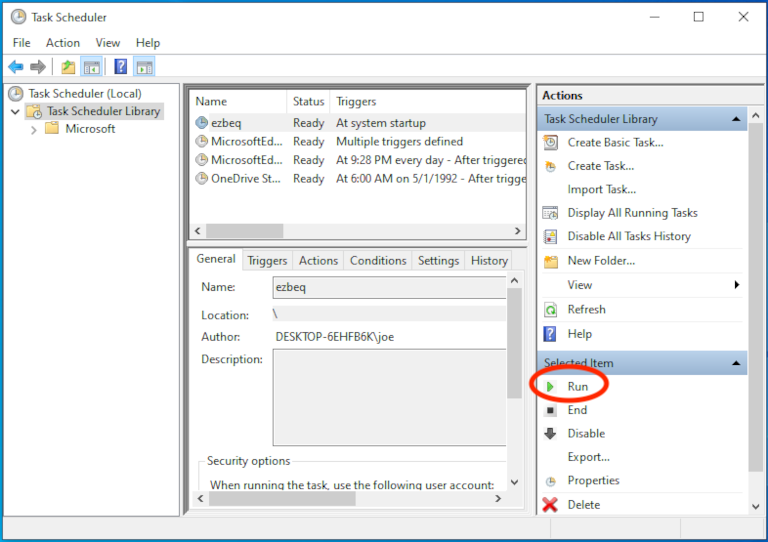 Task Scheduler
File Action View Help
Task Scheduler (Local)
Task Scheduler Library
Microsoft
Name Status Triggers
ezbeq Ready At system startup
MicrosoftEd... Ready Multiple triggers defined
MicrosoftEd... Ready At 9:28 PM every day - After triggered
OneDrive St... Ready At 6:00 AM on 5/1/1992 - After trigge
General Triggers Actions Conditions Settings History
Name: ezbeq
Location: \
Author: DESKTOP-6EHFB6K\joe
Description:
Security options
When running the task, use the following user account:
Actions
Task Scheduler Library
Create Basic Task...
Create Task...
Import Task...
Display All Running Tasks
Disable All Tasks History
New Folder...
View
Refresh
Help
Selected Item
Run
End
Disable
Export...
Properties
Delete